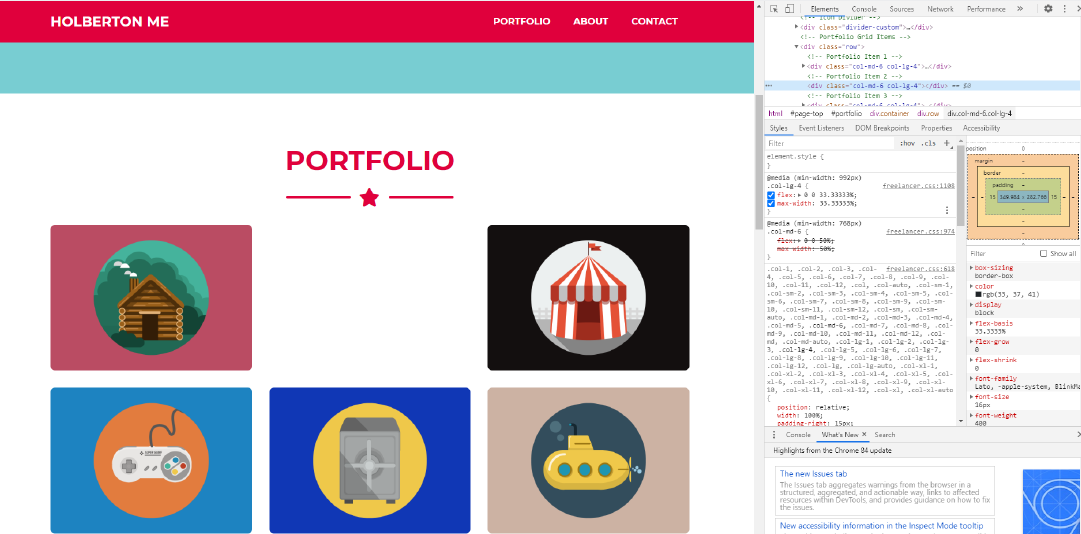 HOLBERTON ME
PORTFOLIO ABOUT CONTACT
PORTFOLIO
Elements Console Sources Network Performance »
<!-- Icon Divider -->
▶<div class="divider-custom">…</div>
<!-- Portfolio Grid Items -->
▼<div class="row">
<!-- Portfolio Item 1 -->
▶<div class="col-md-6 col-lg-4">…</div>
<!-- Portfolio Item 2 -->
… <div class="col-md-6 col-lg-4"></div> == $0
<!-- Portfolio Item 3 -->
▶<div class="col-md-6 col-lg-4">…</div>
html #page-top #portfolio div.container div.row div.col-md-6.col-lg-4
Styles Event Listeners DOM Breakpoints Properties Accessibility
Filter :hov .cls +
element.style {
}
@media (min-width: 992px)
.col-lg-4 { freelancer.css:1108
flex:▶ 0 0 33.33333%;
max-width: 33.33333%;
}
@media (min-width: 768px)
.col-md-6 { freelancer.css:974
flex:▶ 0 0 50%;
max-width: 50%;
}
.col-1, .col-2, .col-3, .col- freelancer.css:618
4, .col-5, .col-6, .col-7, .col-8, .col-9, .col-
10, .col-11, .col-12, .col, .col-auto, .col-sm-1,
.col-sm-2, .col-sm-3, .col-sm-4, .col-sm-5, .col-
sm-6, .col-sm-7, .col-sm-8, .col-sm-9, .col-sm-
10, .col-sm-11, .col-sm-12, .col-sm, .col-sm-
auto, .col-md-1, .col-md-2, .col-md-3, .col-md-4,
.col-md-5, .col-md-6, .col-md-7, .col-md-8, .col-
md-9, .col-md-10, .col-md-11, .col-md-12, .col-
md, .col-md-auto, .col-lg-1, .col-lg-2, .col-lg-
3, .col-lg-4, .col-lg-5, .col-lg-6, .col-lg-7,
.col-lg-8, .col-lg-9, .col-lg-10, .col-lg-11,
.col-lg-12, .col-lg, .col-lg-auto, .col-xl-1,
.col-xl-2, .col-xl-3, .col-xl-4, .col-xl-5, .col-
xl-6, .col-xl-7, .col-xl-8, .col-xl-9, .col-xl-
10, .col-xl-11, .col-xl-12, .col-xl, .col-xl-auto
{
position: relative;
width: 100%;
padding-right: 15px;
position 0
margin -
border -
padding -
15 349.984 × 262.766 15
Filter Show all
box-sizing
border-box
color
rgb(33, 37, 41)
display
block
flex-basis
33.3333%
flex-grow
0
flex-shrink
0
font-family
Lato, -apple-system, BlinkMa
font-size
16px
font-weight
400
Console What's New × Search
Highlights from the Chrome 84 update
The new Issues tab
The Issues tab aggregates warnings from the browser in a
structured, aggregated, and actionable way, links to affected
resources within DevTools, and provides guidance on how to fix
the issues.
New accessibility information in the Inspect Mode tooltip